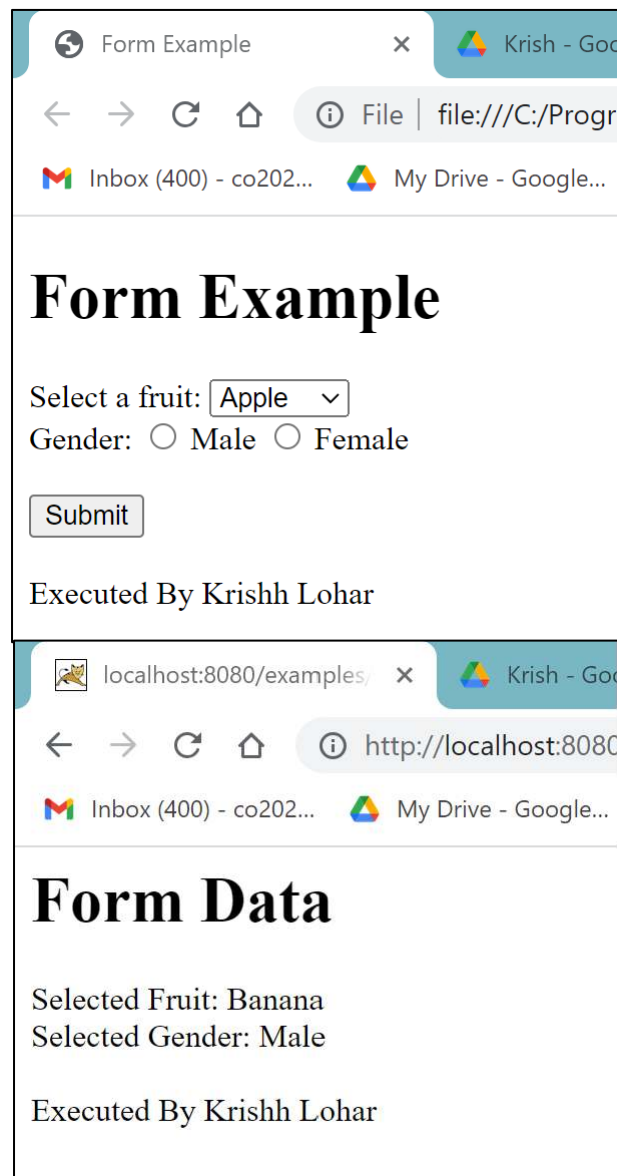 Form Example
Krish - Goo
File file:///C:/Progr
Inbox (400) - co202... My Drive - Google...
Form Example
Select a fruit: Apple
Gender: Male Female
Submit
Executed By Krishh Lohar
localhost:8080/examples/
Krish - Goo
http://localhost:8080
Inbox (400) - co202... My Drive - Google...
Form Data
Selected Fruit: Banana
Selected Gender: Male
Executed By Krishh Lohar